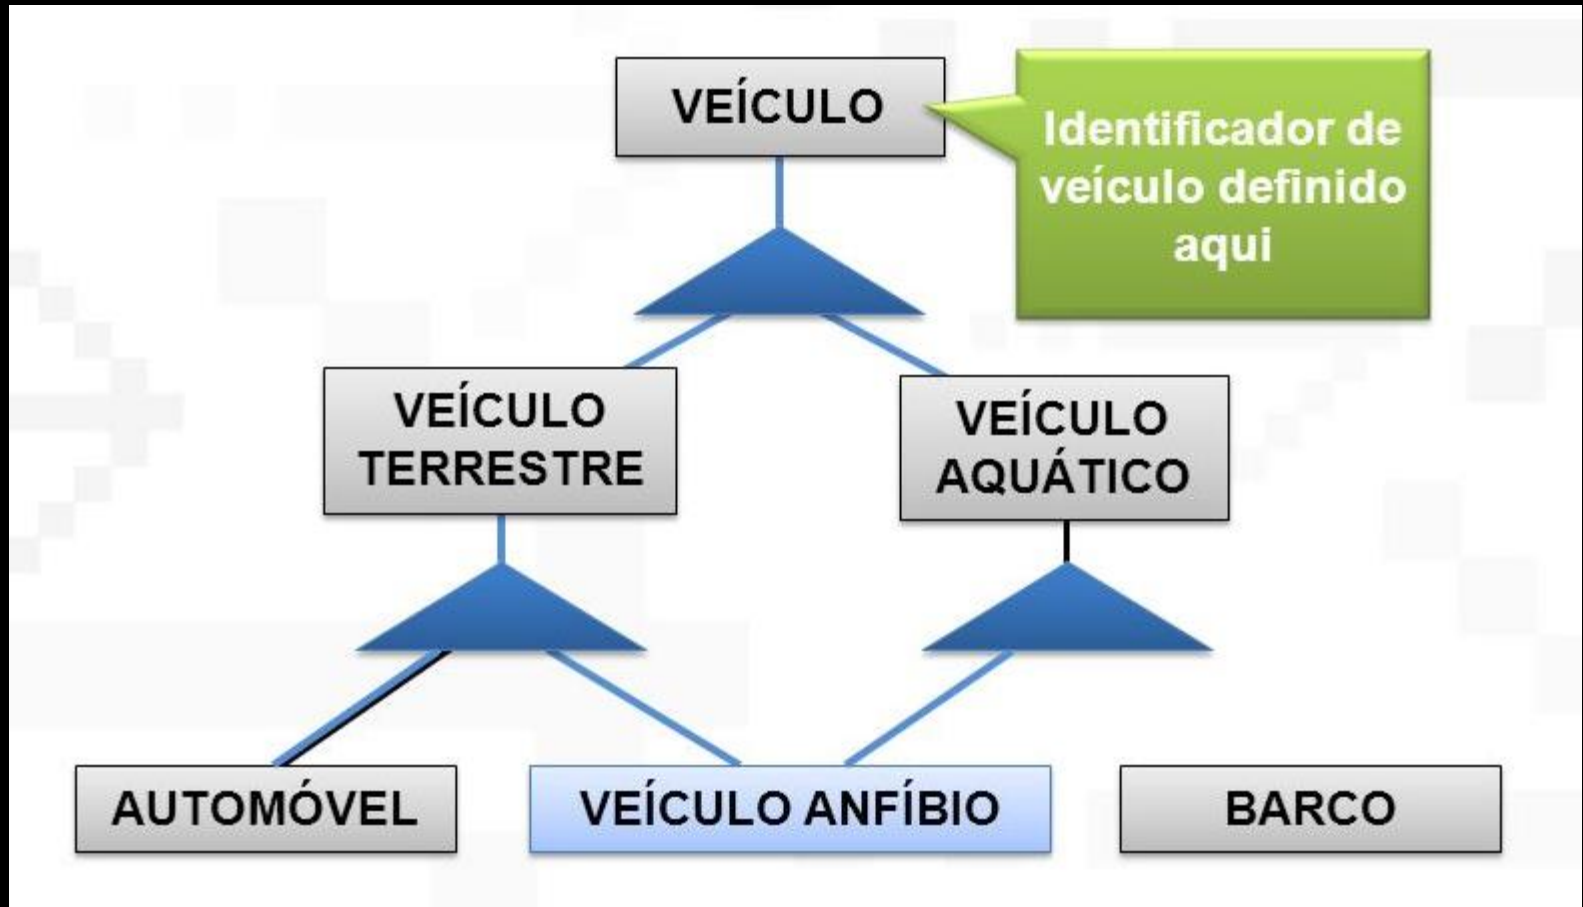 VEÍCULO
Identificador de
veículo definido
aqui
VEÍCULO
TERRESTRE
VEÍCULO
AQUÁTICO
AUTOMÓVEL
VEÍCULO ANFÍBIO
BARCO